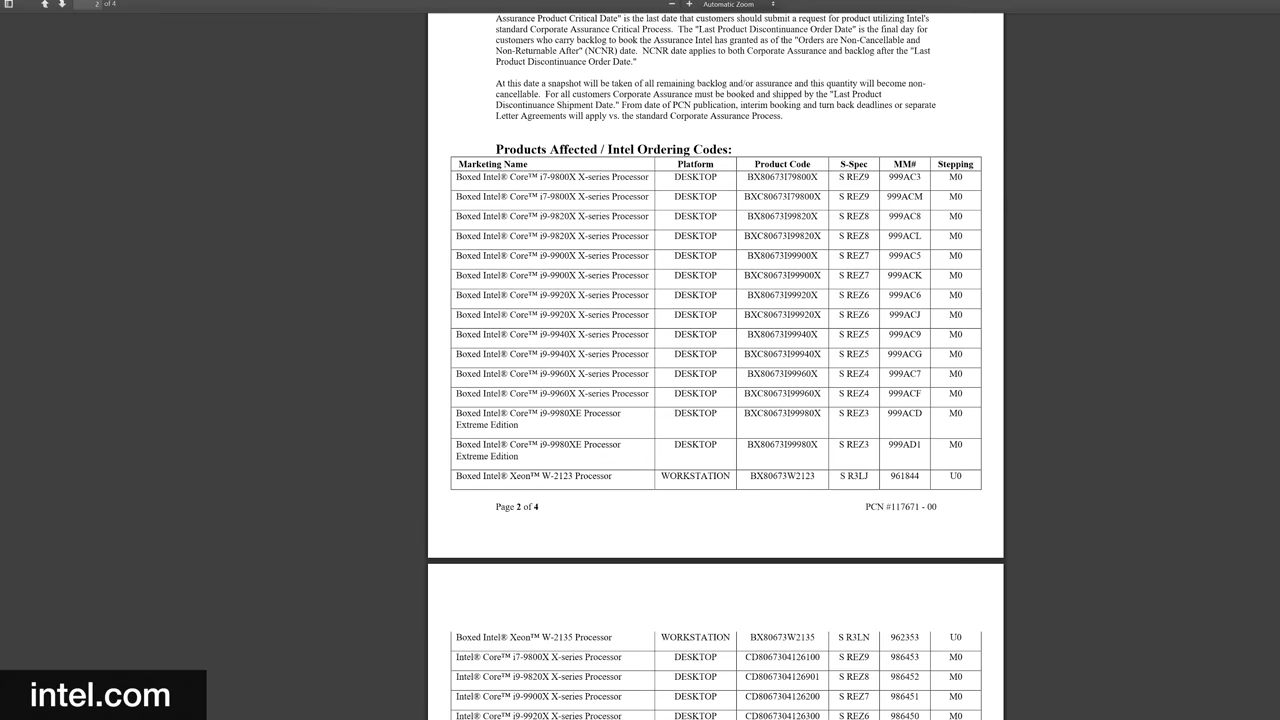 2 of 4 Automatic Zoom
Assurance Product Critical Date" is the last date that customers should submit a request for product utilizing Intel's
standard Corporate Assurance Critical Process. The "Last Product Discontinuance Order Date" is the final day for
customers who carry backlog to book the Assurance Intel has granted as of the "Orders are Non-Cancellable and
Non-Returnable After" (NCNR) date. NCNR date applies to both Corporate Assurance and backlog after the "Last
Product Discontinuance Order Date."
At this date a snapshot will be taken of all remaining backlog and/or assurance and this quantity will become non-
cancellable. For all customers Corporate Assurance must be booked and shipped by the "Last Product
Discontinuance Shipment Date." From date of PCN publication, interim booking and turn back deadlines or separate
Letter Agreements will apply vs. the standard Corporate Assurance Process.
Products Affected / Intel Ordering Codes:
Marketing Name Platform Product Code S-Spec MM# Stepping
Boxed Intel® Core™ i7-9800X X-series Processor DESKTOP BX80673I79800X S REZ9 999AC3 M0
Boxed Intel® Core™ i7-9800X X-series Processor DESKTOP BXC80673I79800X S REZ9 999ACM M0
Boxed Intel® Core™ i9-9820X X-series Processor DESKTOP BX80673I99820X S REZ8 999AC8 M0
Boxed Intel® Core™ i9-9820X X-series Processor DESKTOP BXC80673I99820X S REZ8 999ACL M0
Boxed Intel® Core™ i9-9900X X-series Processor DESKTOP BX80673I99900X S REZ7 999AC5 M0
Boxed Intel® Core™ i9-9900X X-series Processor DESKTOP BXC80673I99900X S REZ7 999ACK M0
Boxed Intel® Core™ i9-9920X X-series Processor DESKTOP BX80673I99920X S REZ6 999AC6 M0
Boxed Intel® Core™ i9-9920X X-series Processor DESKTOP BXC80673I99920X S REZ6 999ACJ M0
Boxed Intel® Core™ i9-9940X X-series Processor DESKTOP BX80673I99940X S REZ5 999AC9 M0
Boxed Intel® Core™ i9-9940X X-series Processor DESKTOP BXC80673I99940X S REZ5 999ACG M0
Boxed Intel® Core™ i9-9960X X-series Processor DESKTOP BX80673I99960X S REZ4 999AC7 M0
Boxed Intel® Core™ i9-9960X X-series Processor DESKTOP BXC80673I99960X S REZ4 999ACF M0
Boxed Intel® Core™ i9-9980XE Processor DESKTOP BXC80673I99980X S REZ3 999ACD M0
Extreme Edition
Boxed Intel® Core™ i9-9980XE Processor DESKTOP BX80673I99980X S REZ3 999AD1 M0
Extreme Edition
Boxed Intel® Xeon™ W-2123 Processor WORKSTATION BX80673W2123 S R3LJ 961844 U0
Page 2 of 4 PCN #117671 - 00
Boxed Intel® Xeon™ W-2135 Processor WORKSTATION BX80673W2135 S R3LN 962353 U0
Intel® Core™ i7-9800X X-series Processor DESKTOP CD8067304126100 S REZ9 986453 M0
Intel® Core™ i9-9820X X-series Processor DESKTOP CD8067304126901 S REZ8 986452 M0
Intel® Core™ i9-9900X X-series Processor DESKTOP CD8067304126200 S REZ7 986451 M0
Intel® Core™ i9-9920X X-series Processor DESKTOP CD8067304126300 S REZ6 986450 M0
intel.com